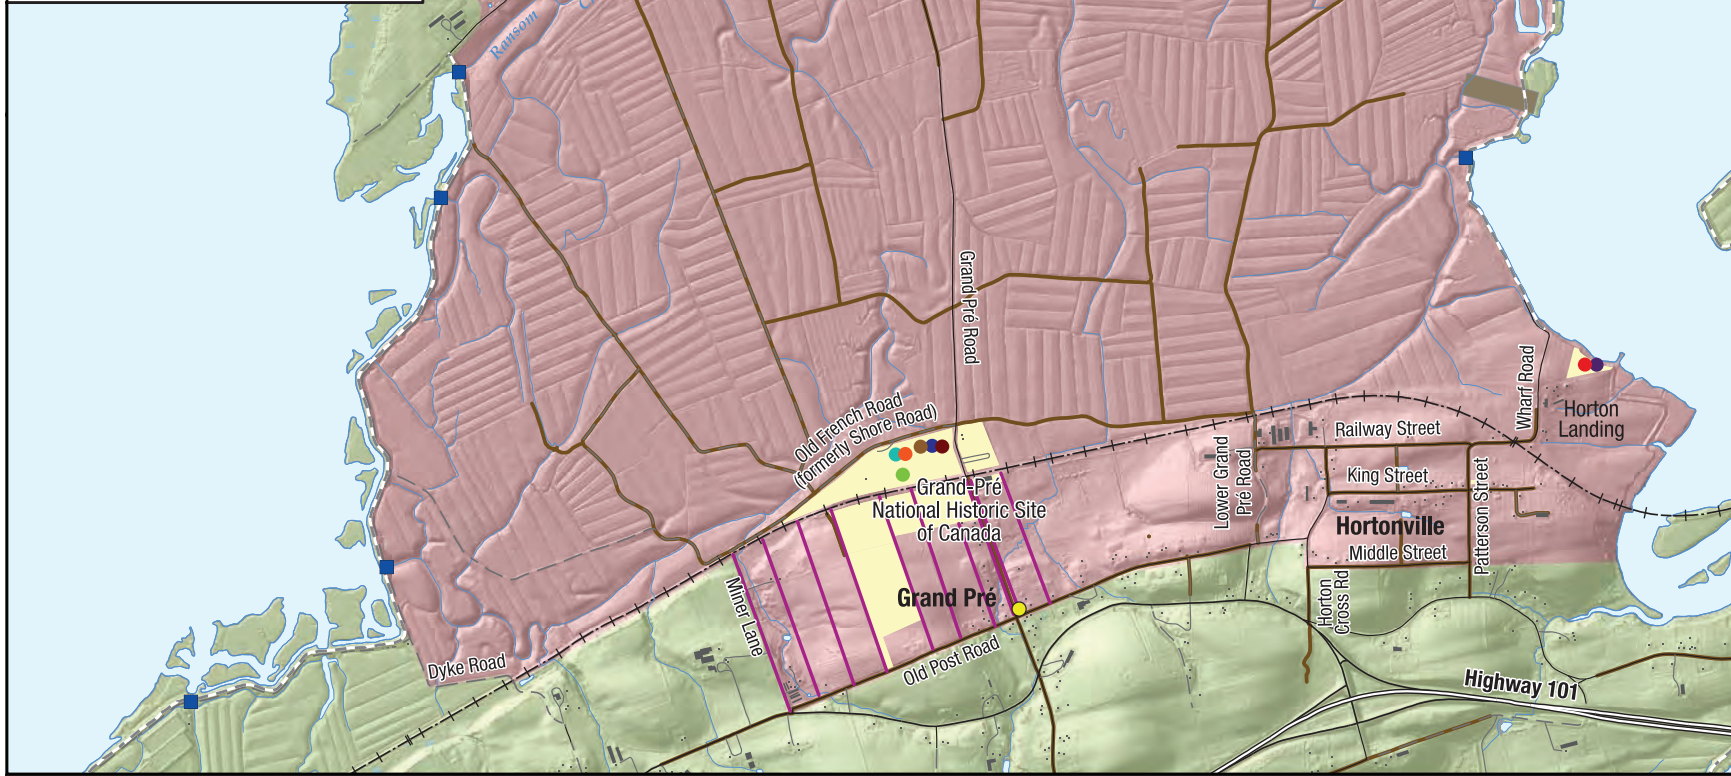 Ransom
Grand Pré Road
Old French Road
(formerly Shore Road)
Wharf Road
Horton
Landing
Railway Street
Lower Grand
Pré Road
King Street
Patterson Street
Grand-Pré
National Historic Site
of Canada
Hortonville
Middle Street
Miner Lane
Grand Pré
Horton
Cross Rd
Old Post Road
Dyke Road
Highway 101